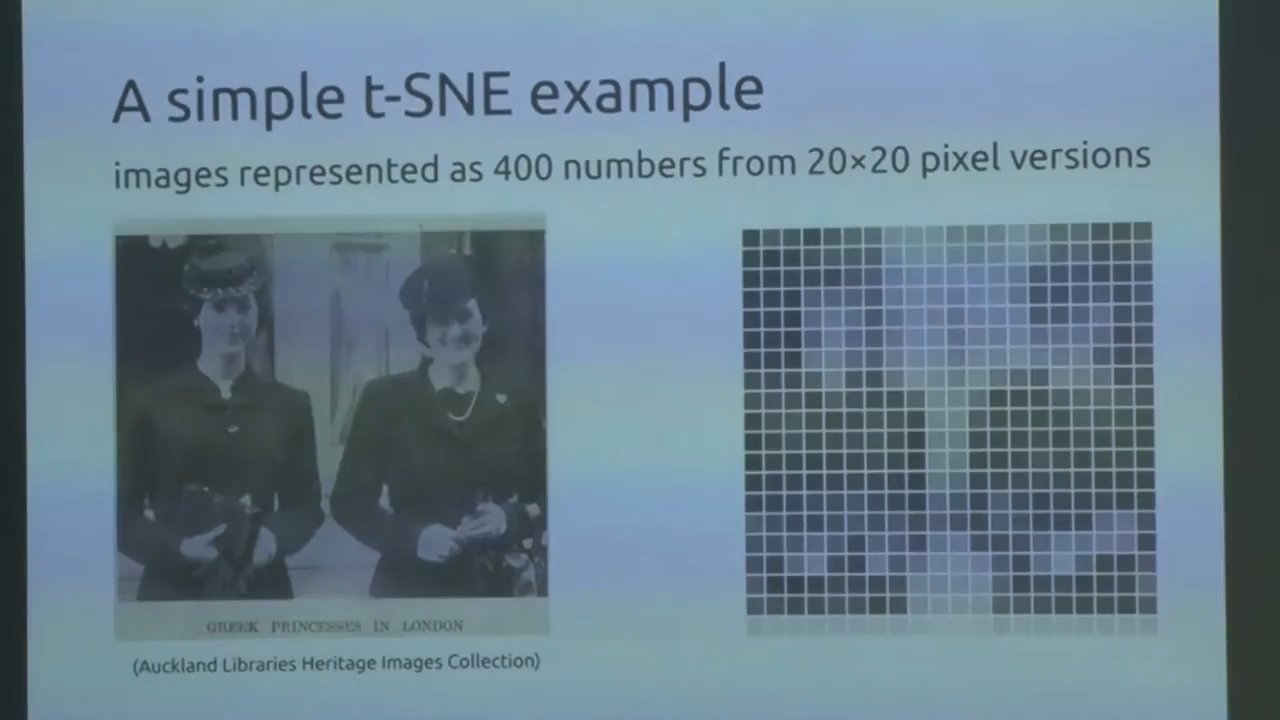 A simple t-SNE example
images represented as 400 numbers from 20×20 pixel versions
GREEK PRINCESSES IN LONDON
(Auckland Libraries Heritage Images Collection)